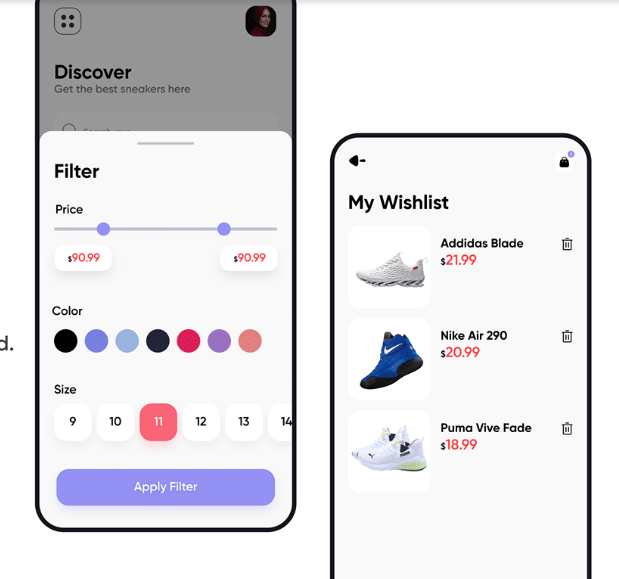 Discover
Get the best sneakers here
Filter
Price
$90.99
$90.99
Color
d.
Size
9
10
11
12
13
14
Apply Filter
My Wishlist
Addidas Blade
$21.99
Nike Air 290
$20.99
Puma Vive Fade
$18.99